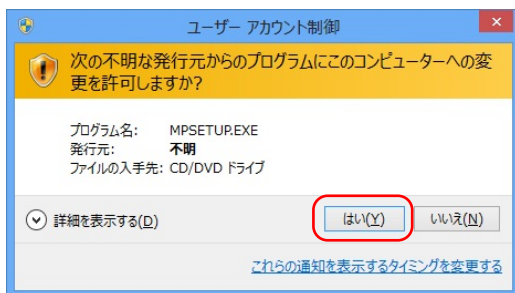 ユーザー アカウント制御
次の不明な発行元からのプログラムにこのコンピューターへの変
更を許可しますか?
プログラム名: MPSETUP.EXE
発行元: 不明
ファイルの入手先: CD/DVD ドライブ
詳細を表示する(D) はい(Y) いいえ(N)
これらの通知を表示するタイミングを変更する